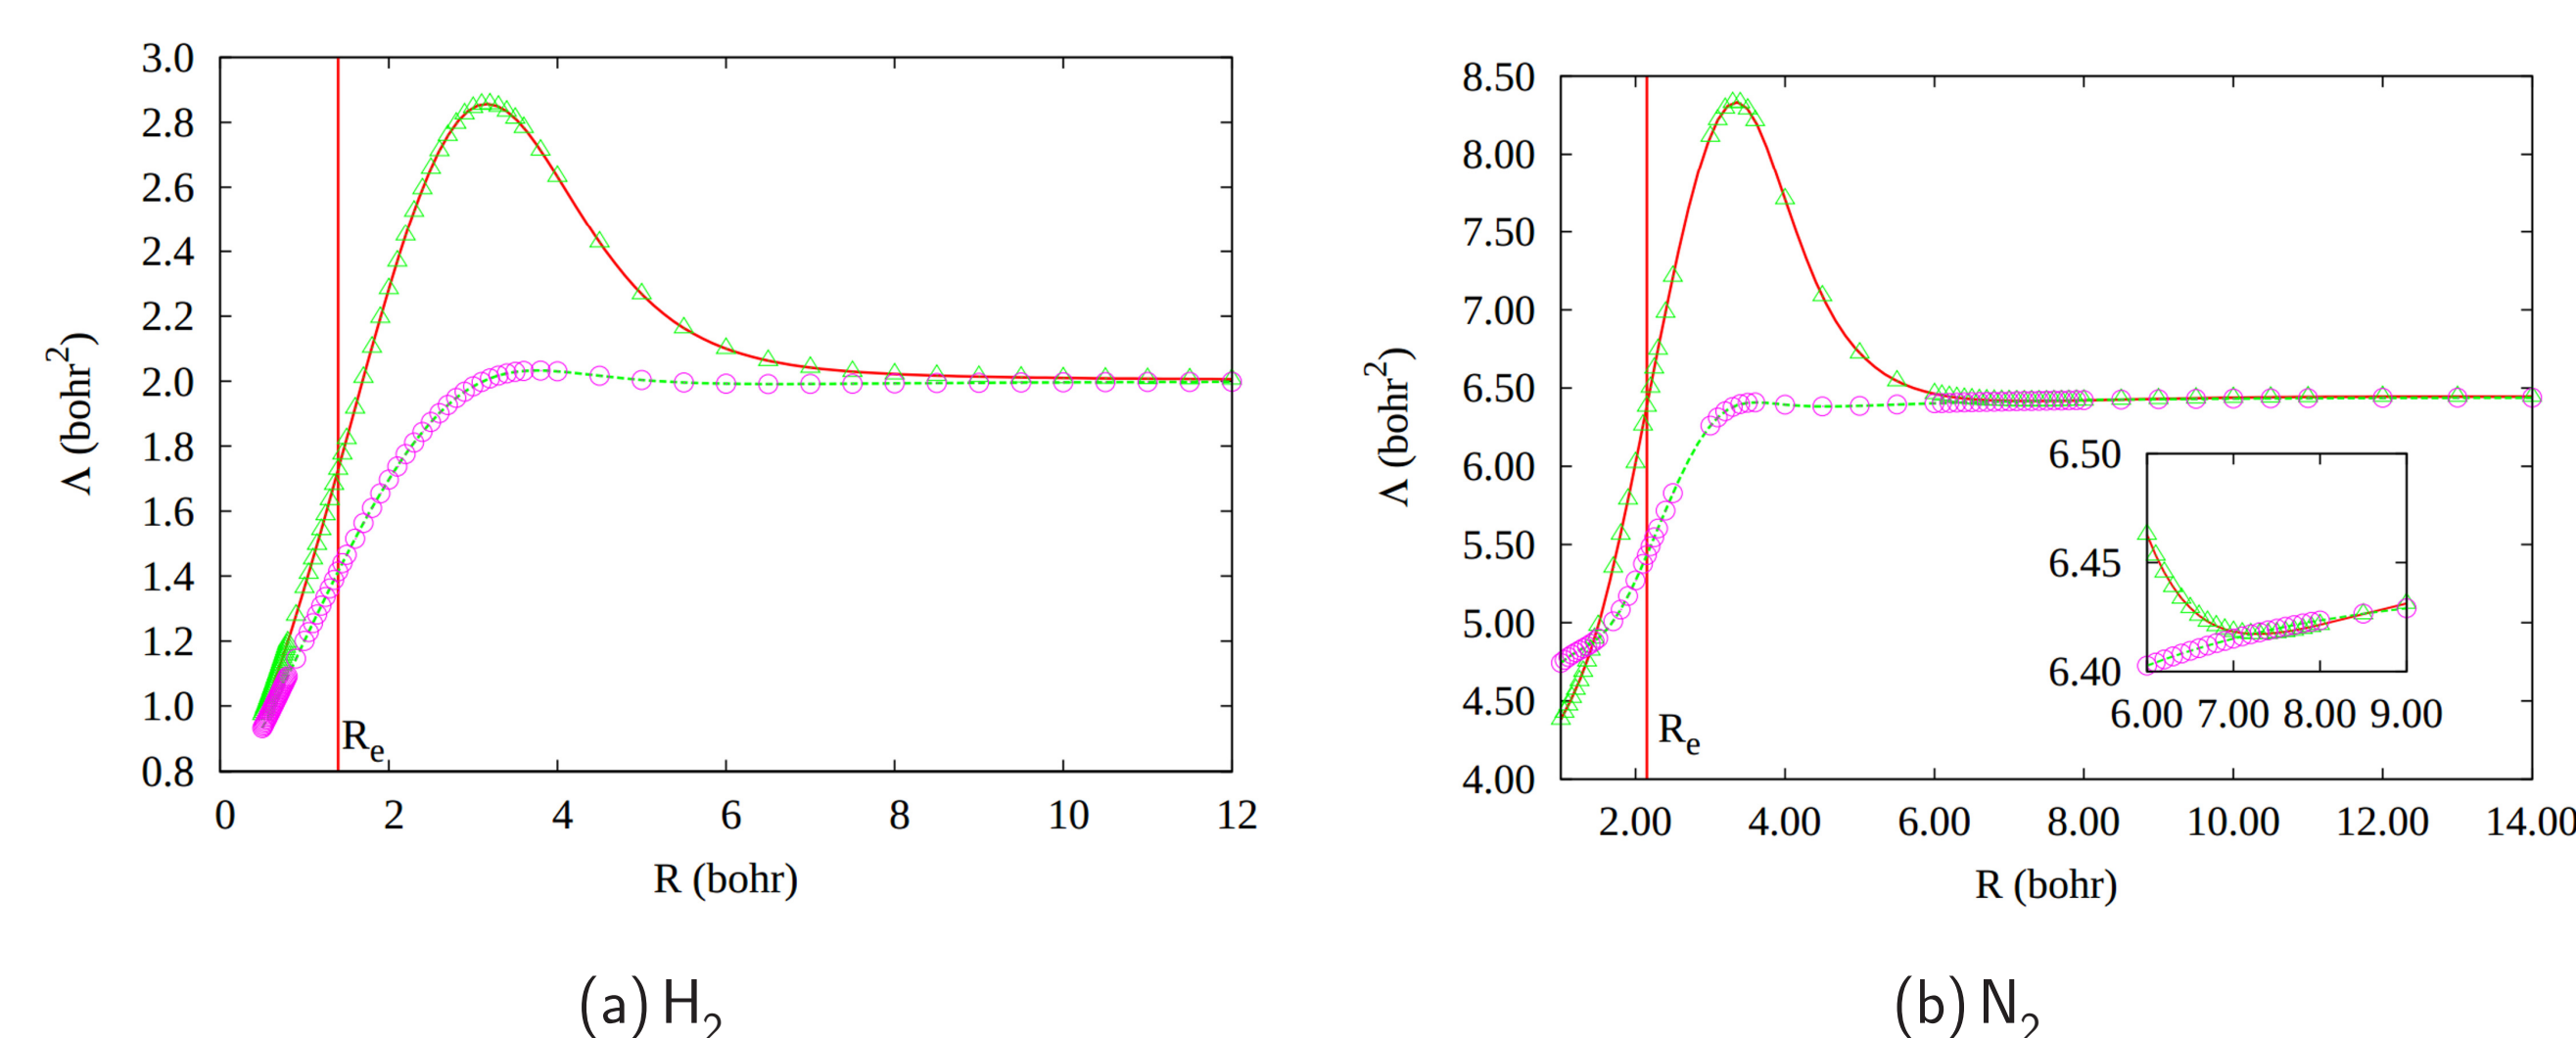 3.0
2.8
2.6
2.4
2.2
2.0
1.8
1.6
1.4
1.2
1.0
0.8
Λ (bohr²)
Rₑ
0 2 4 6 8 10 12
R (bohr)
(a) H₂
8.50
8.00
7.50
7.00
6.50
6.00
5.50
5.00
4.50
4.00
Λ (bohr²)
Rₑ
6.50
6.45
6.40
6.00 7.00 8.00 9.00
2.00 4.00 6.00 8.00 10.00 12.00 14.00
R (bohr)
(b) N₂